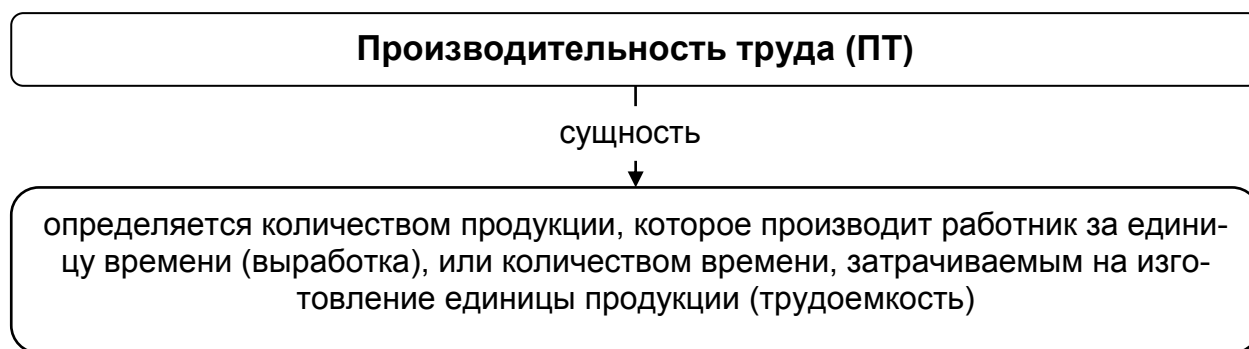 Производительность труда (ПТ)
сущность
определяется количеством продукции, которое производит работник за едини-
цу времени (выработка), или количеством времени, затрачиваемым на изго-
товление единицы продукции (трудоемкость)